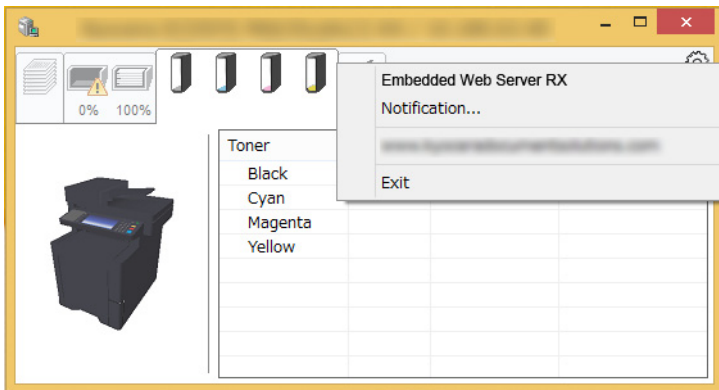 0% 100%
Embedded Web Server RX
Notification...
Exit
Toner
Black
Cyan
Magenta
Yellow